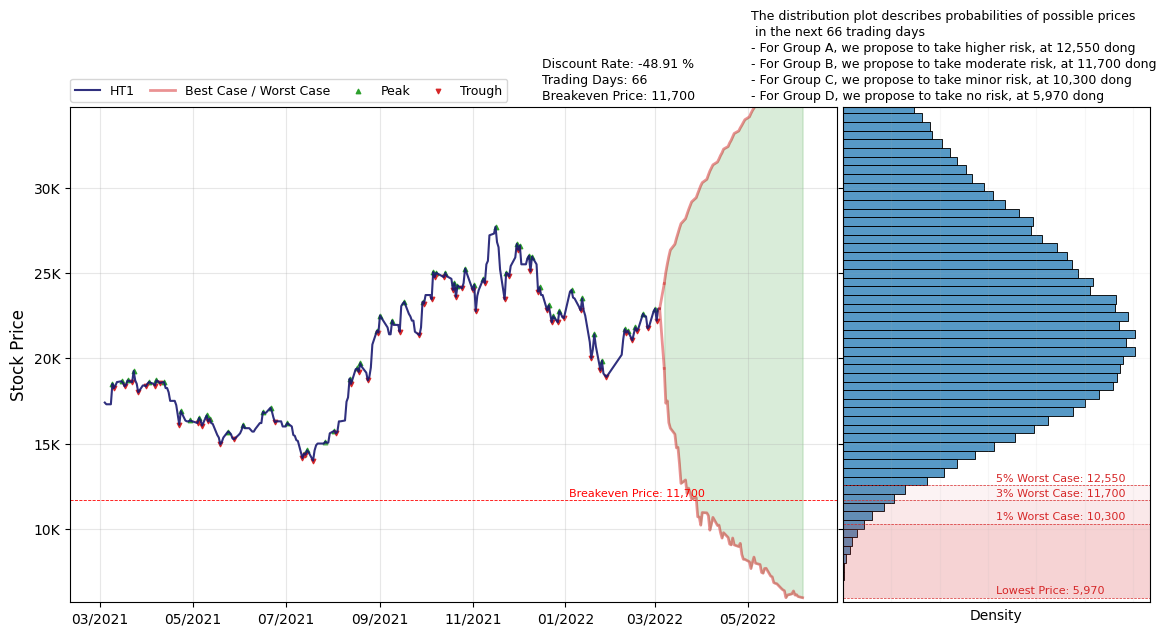 The distribution plot describes probabilities of possible prices
in the next 66 trading days
- For Group A, we propose to take higher risk, at 12,550 dong
- For Group B, we propose to take moderate risk, at 11,700 dong
- For Group C, we propose to take minor risk, at 10,300 dong
- For Group D, we propose to take no risk, at 5,970 dong
Discount Rate: -48.91 %
Trading Days: 66
Breakeven Price: 11,700
HT1 Best Case / Worst Case Peak Trough
Stock Price
30K
25K
20K
15K
10K
Breakeven Price: 11,700
5% Worst Case: 12,550
3% Worst Case: 11,700
1% Worst Case: 10,300
Lowest Price: 5,970
03/2021 05/2021 07/2021 09/2021 11/2021 01/2022 03/2022 05/2022
Density